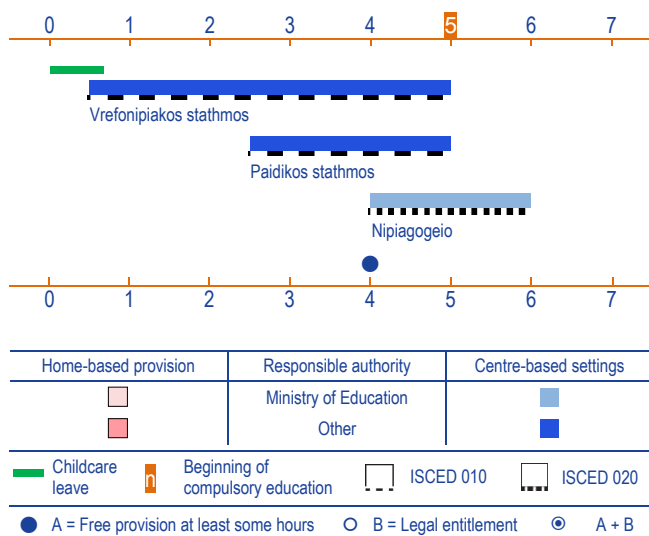 0 1 2 3 4 5 6 7
Vrefonipiakos stathmos
Paidikos stathmos
Nipiagogeio
0 1 2 3 4 5 6 7
Home-based provision Responsible authority Centre-based settings
Ministry of Education
Other
Childcare leave
n Beginning of compulsory education
ISCED 010
ISCED 020
A = Free provision at least some hours B = Legal entitlement A + B